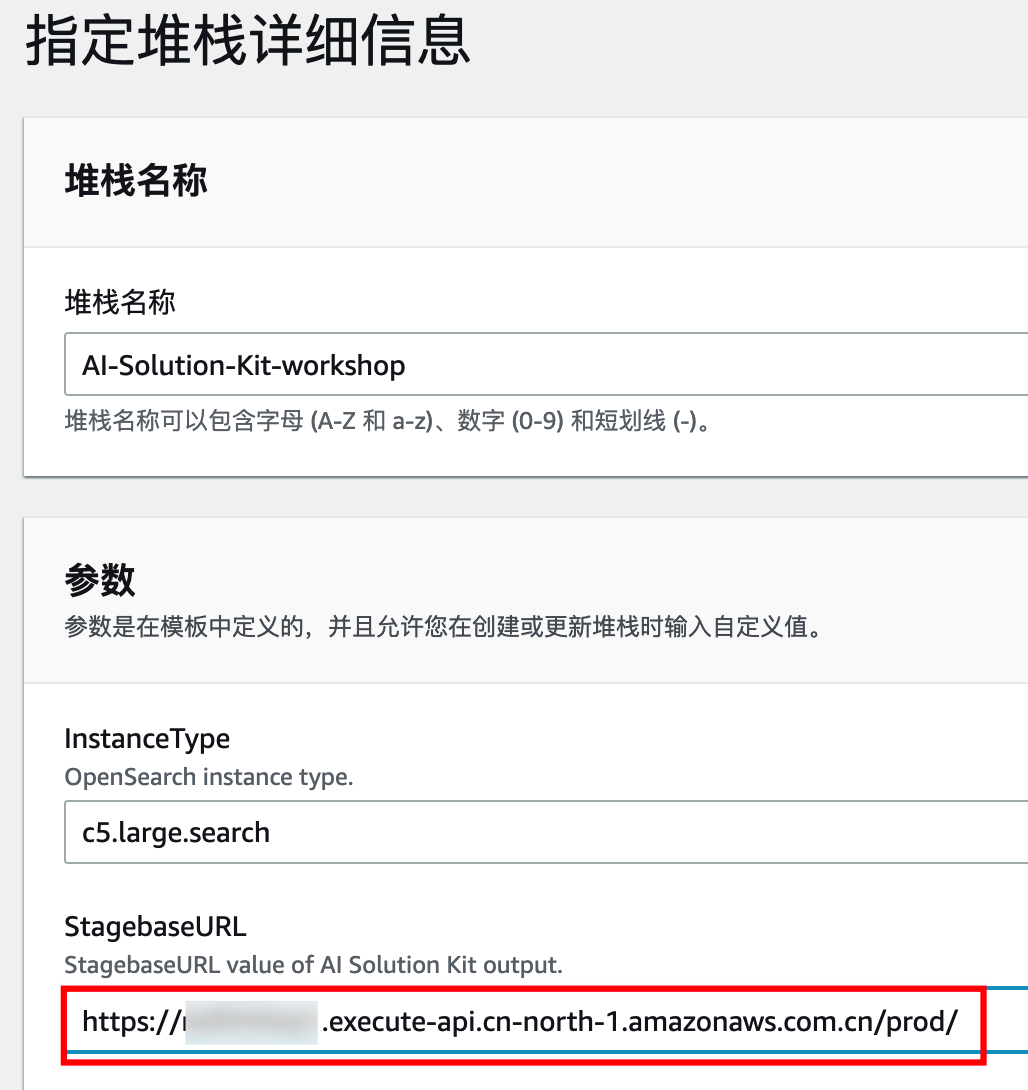 指定堆栈详细信息
堆栈名称
堆栈名称
AI-Solution-Kit-workshop
堆栈名称可以包含字母 (A-Z 和 a-z)、数字 (0-9) 和短划线 (-)。
参数
参数是在模板中定义的，并且允许您在创建或更新堆栈时输入自定义值。
InstanceType
OpenSearch instance type.
c5.large.search
StagebaseURL
StagebaseURL value of AI Solution Kit output.
https:// .execute-api.cn-north-1.amazonaws.com.cn/prod/